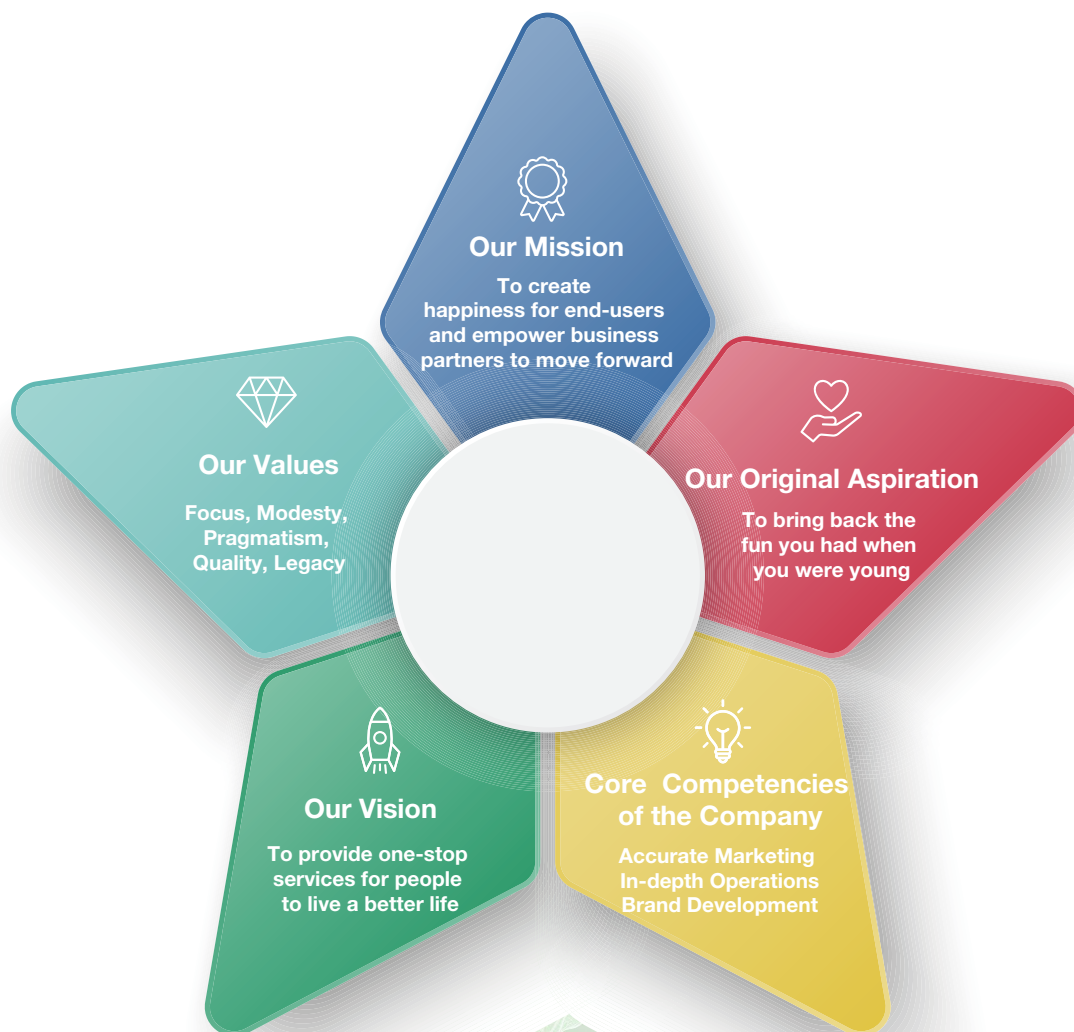 Our Mission
To create
happiness for end-users
and empower business
partners to move forward
Our Values
Focus, Modesty,
Pragmatism,
Quality, Legacy
Our Original Aspiration
To bring back the
fun you had when
you were young
Our Vision
To provide one-stop
services for people
to live a better life
Core Competencies
of the Company
Accurate Marketing
In-depth Operations
Brand Development